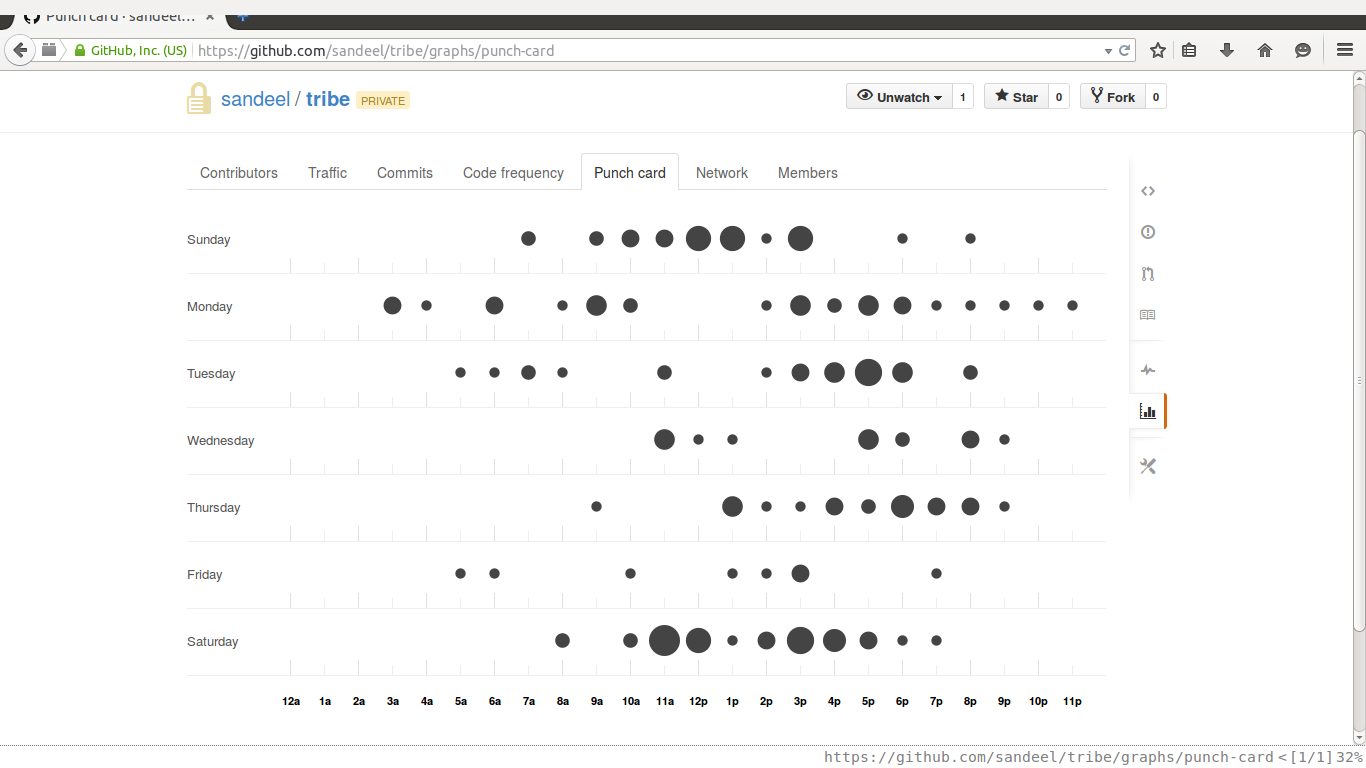 Punch card · sandeel...
GitHub, Inc. (US) https://github.com/sandeel/tribe/graphs/punch-card
sandeel / tribe PRIVATE Unwatch 1 Star 0 Fork 0
Contributors Traffic Commits Code frequency Punch card Network Members
Sunday
Monday
Tuesday
Wednesday
Thursday
Friday
Saturday
12a 1a 2a 3a 4a 5a 6a 7a 8a 9a 10a 11a 12p 1p 2p 3p 4p 5p 6p 7p 8p 9p 10p 11p
https://github.com/sandeel/tribe/graphs/punch-card < [1/1] 32%